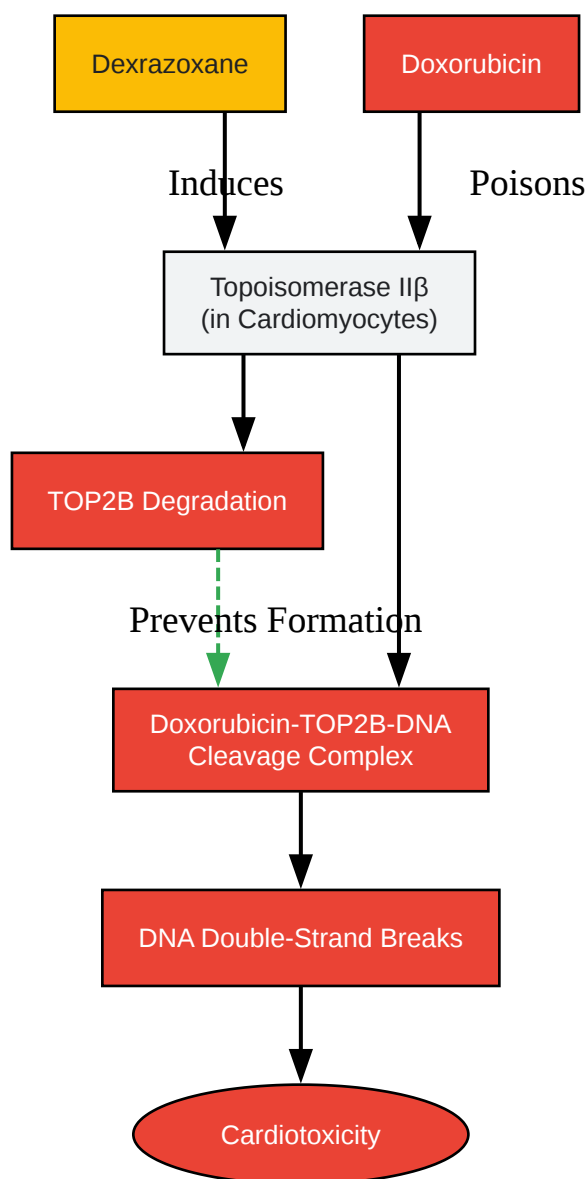 Dexrazoxane
Doxorubicin
Induces
Poisons
Topoisomerase IIβ
(in Cardiomyocytes)
TOP2B Degradation
Prevents Formation
Doxorubicin-TOP2B-DNA
Cleavage Complex
DNA Double-Strand Breaks
Cardiotoxicity